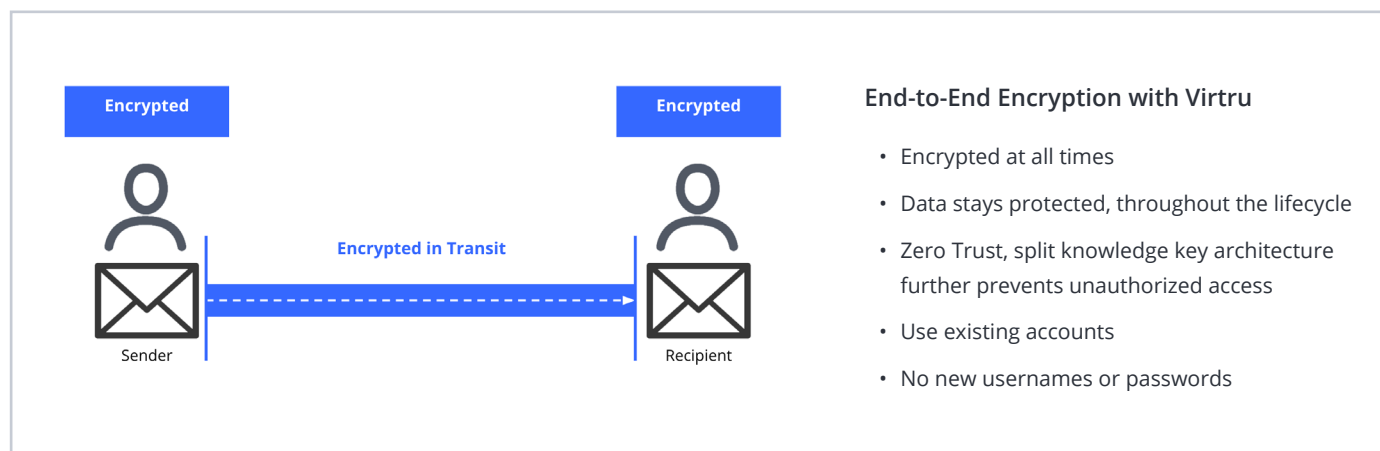 Encrypted
Encrypted
Encrypted in Transit
Sender
Recipient
End-to-End Encryption with Virtru
• Encrypted at all times
• Data stays protected, throughout the lifecycle
• Zero Trust, split knowledge key architecture
further prevents unauthorized access
• Use existing accounts
• No new usernames or passwords